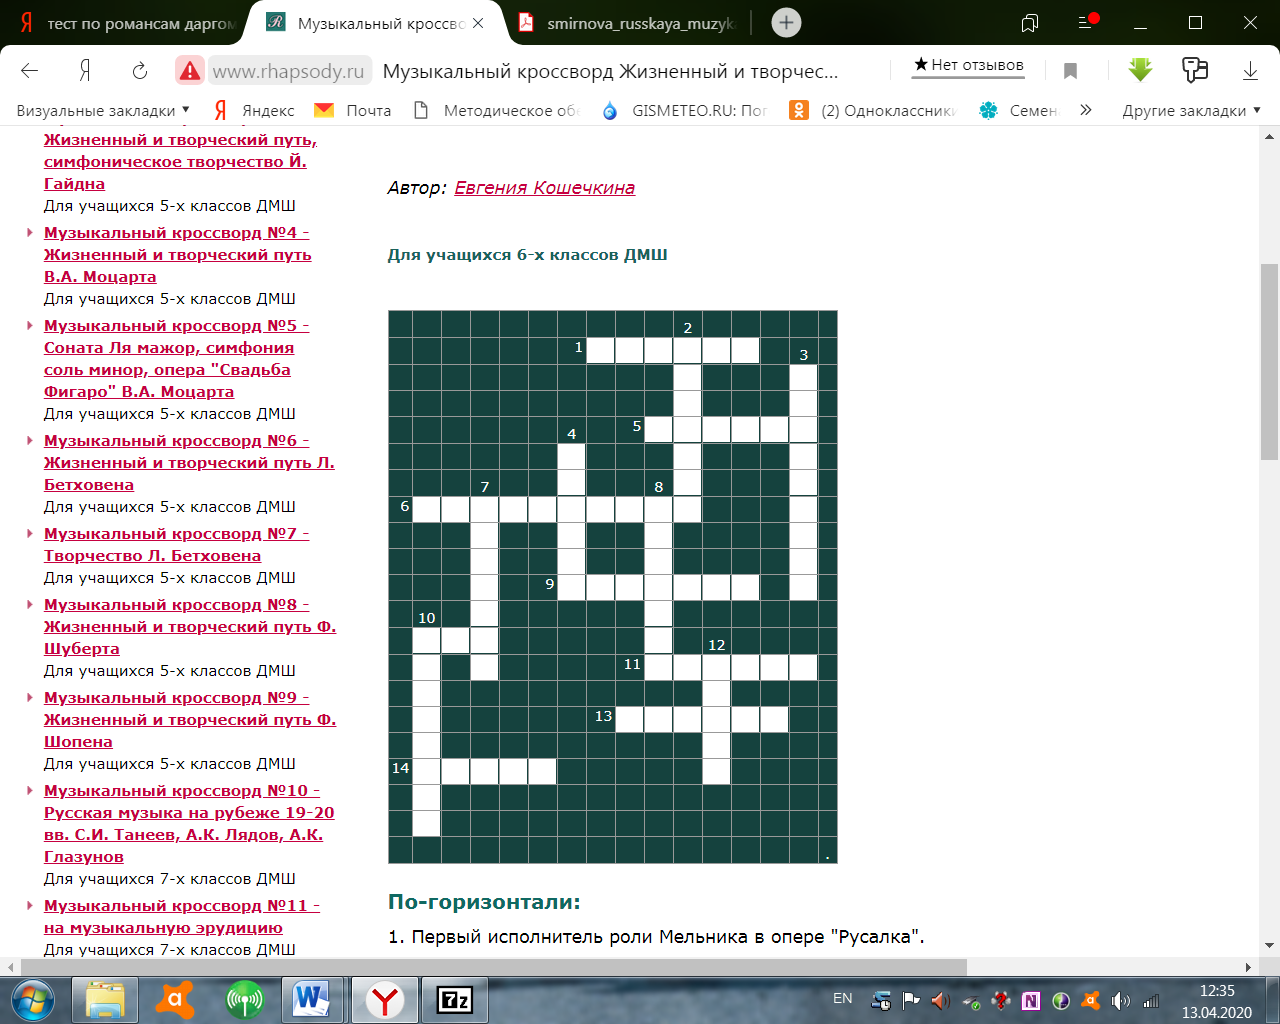 тест по романсам даргом
Музыкальный кроссво
smirnova_russkaya_muzyk
www.rhapsody.ru
Музыкальный кроссворд Жизненный и творчес...
★Нет отзывов
Визуальные закладки
Яндекс
Почта
Методическое обе
GISMETEO.RU: Пог
(2) Одноклассники
Семена
Другие закладки
Жизненный и творческий путь,
симфоническое творчество Й.
Гайдна
Для учащихся 5-х классов ДМШ
Музыкальный кроссворд №4 -
Жизненный и творческий путь
В.А. Моцарта
Для учащихся 5-х классов ДМШ
Музыкальный кроссворд №5 -
Соната Ля мажор, симфония
соль минор, опера "Свадьба
Фигаро" В.А. Моцарта
Для учащихся 5-х классов ДМШ
Музыкальный кроссворд №6 -
Жизненный и творческий путь Л.
Бетховена
Для учащихся 5-х классов ДМШ
Музыкальный кроссворд №7 -
Творчество Л. Бетховена
Для учащихся 5-х классов ДМШ
Музыкальный кроссворд №8 -
Жизненный и творческий путь Ф.
Шуберта
Для учащихся 5-х классов ДМШ
Музыкальный кроссворд №9 -
Жизненный и творческий путь Ф.
Шопена
Для учащихся 5-х классов ДМШ
Музыкальный кроссворд №10 -
Русская музыка на рубеже 19-20
вв. С.И. Танеев, А.К. Лядов, А.К.
Глазунов
Для учащихся 7-х классов ДМШ
Музыкальный кроссворд №11 -
на музыкальную эрудицию
Для учащихся 7-х классов ДМШ
Автор: Евгения Кошечкина
Для учащихся 6-х классов ДМШ
2
1
3
4
5
7
8
6
9
10
12
11
13
14
.
По-горизонтали:
1. Первый исполнитель роли Мельника в опере "Русалка".
EN
12:35
13.04.2020